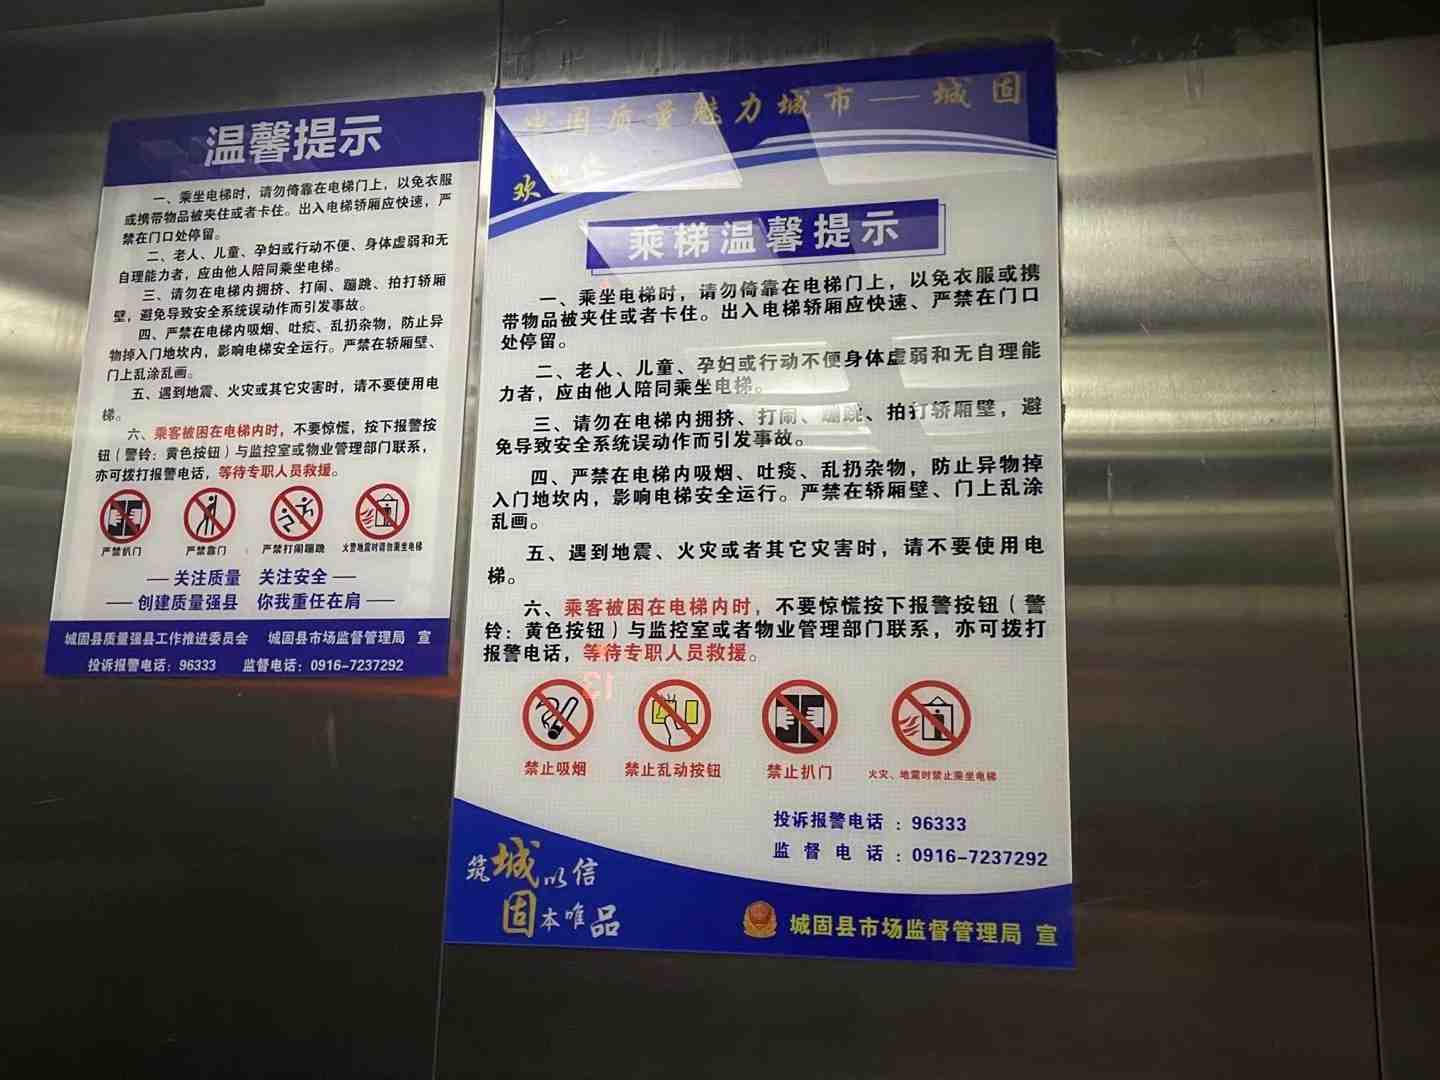 温馨提示
一、乘坐电梯时，请勿倚靠在电梯门上，以免衣服
或携带物品被夹住或者卡住。出入电梯轿厢应快速，严
禁在门口处停留。
二、老人、儿童、孕妇或行动不便、身体虚弱和无
自理能力者，应由他人陪同乘坐电梯。
三、请勿在电梯内拥挤、打闹、蹦跳、拍打轿厢
壁，避免导致安全系统误动作而引发事故。
四、严禁在电梯内吸烟、吐痰、乱扔杂物，防止异
物掉入门地坎内，影响电梯安全运行。严禁在轿厢壁、
门上乱涂乱画。
五、遇到地震、火灾或其它灾害时，请不要使用电
梯。
六、乘客被困在电梯内时，不要惊慌，按下报警按
钮（警铃：黄色按钮）与监控室或物业管理部门联系，
亦可拨打报警电话，等待专职人员救援。
严禁扒门
严禁靠门
严禁打闹蹦跳
火警地震时请勿乘坐电梯
关注质量 关注安全
创建质量强县 你我重任在肩
城固县质量强县工作推进委员会 城固县市场监督管理局 宣
投诉报警电话：96333 监督电话：0916-7237292
中国质量魅力城市——城固
欢迎您
乘梯温馨提示
一、乘坐电梯时，请勿倚靠在电梯门上，以免衣服或携
带物品被夹住或者卡住。出入电梯轿厢应快速、严禁在门口
处停留。
二、老人、儿童、孕妇或行动不便身体虚弱和无自理能
力者，应由他人陪同乘坐电梯。
三、请勿在电梯内拥挤、打闹、蹦跳、拍打轿厢壁，避
免导致安全系统误动作而引发事故。
四、严禁在电梯内吸烟、吐痰、乱扔杂物，防止异物掉
入门地坎内，影响电梯安全运行。严禁在轿厢壁、门上乱涂
乱画。
五、遇到地震、火灾或者其它灾害时，请不要使用电
梯。
六、乘客被困在电梯内时，不要惊慌按下报警按钮（警
铃：黄色按钮）与监控室或者物业管理部门联系，亦可拨打
报警电话，等待专职人员救援。
13
禁止吸烟
禁止乱动按钮
禁止扒门
火灾、地震时禁止乘坐电梯
投诉报警电话：96333
监督电话：0916-7237292
筑城以信
固本唯品
城固县市场监督管理局 宣